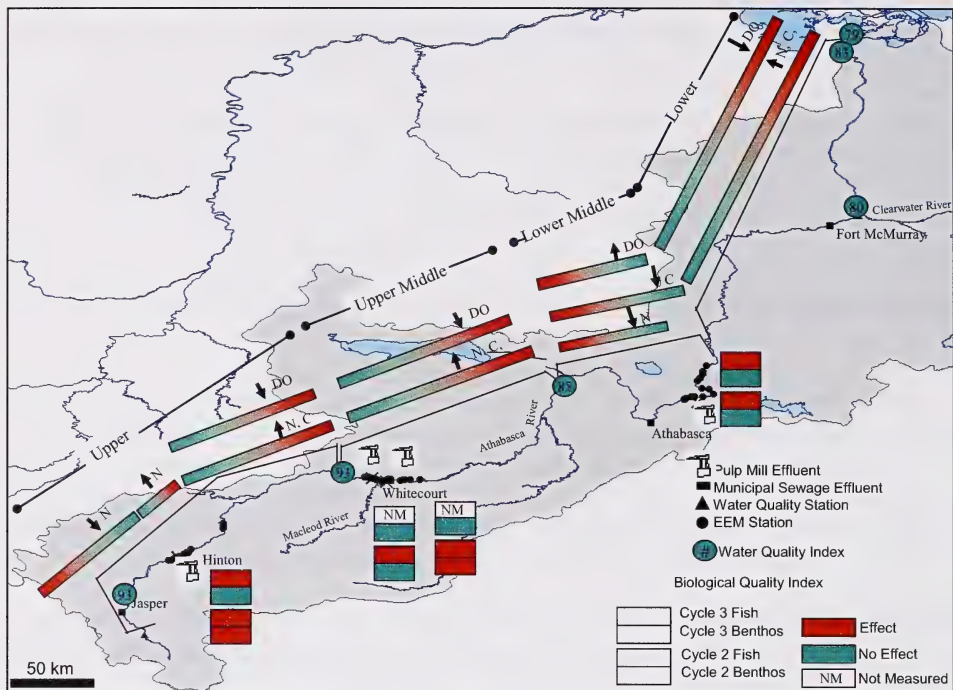 79
83
DO
N. C.
Lower
80
Clearwater River
Fort McMurray
Lower Middle
DO
Upper Middle
C
DO
N
N. C.
85
DO
Athabasca River
Athabasca
Upper
N. C
N
93
Whitecourt
N
Macleod River
NM
NM
Hinton
93
Jasper
50 km
Pulp Mill Effluent
Municipal Sewage Effluent
Water Quality Station
EEM Station
# Water Quality Index
Biological Quality Index
Cycle 3 Fish
Cycle 3 Benthos
Cycle 2 Fish
Cycle 2 Benthos
Effect
No Effect
NM Not Measured